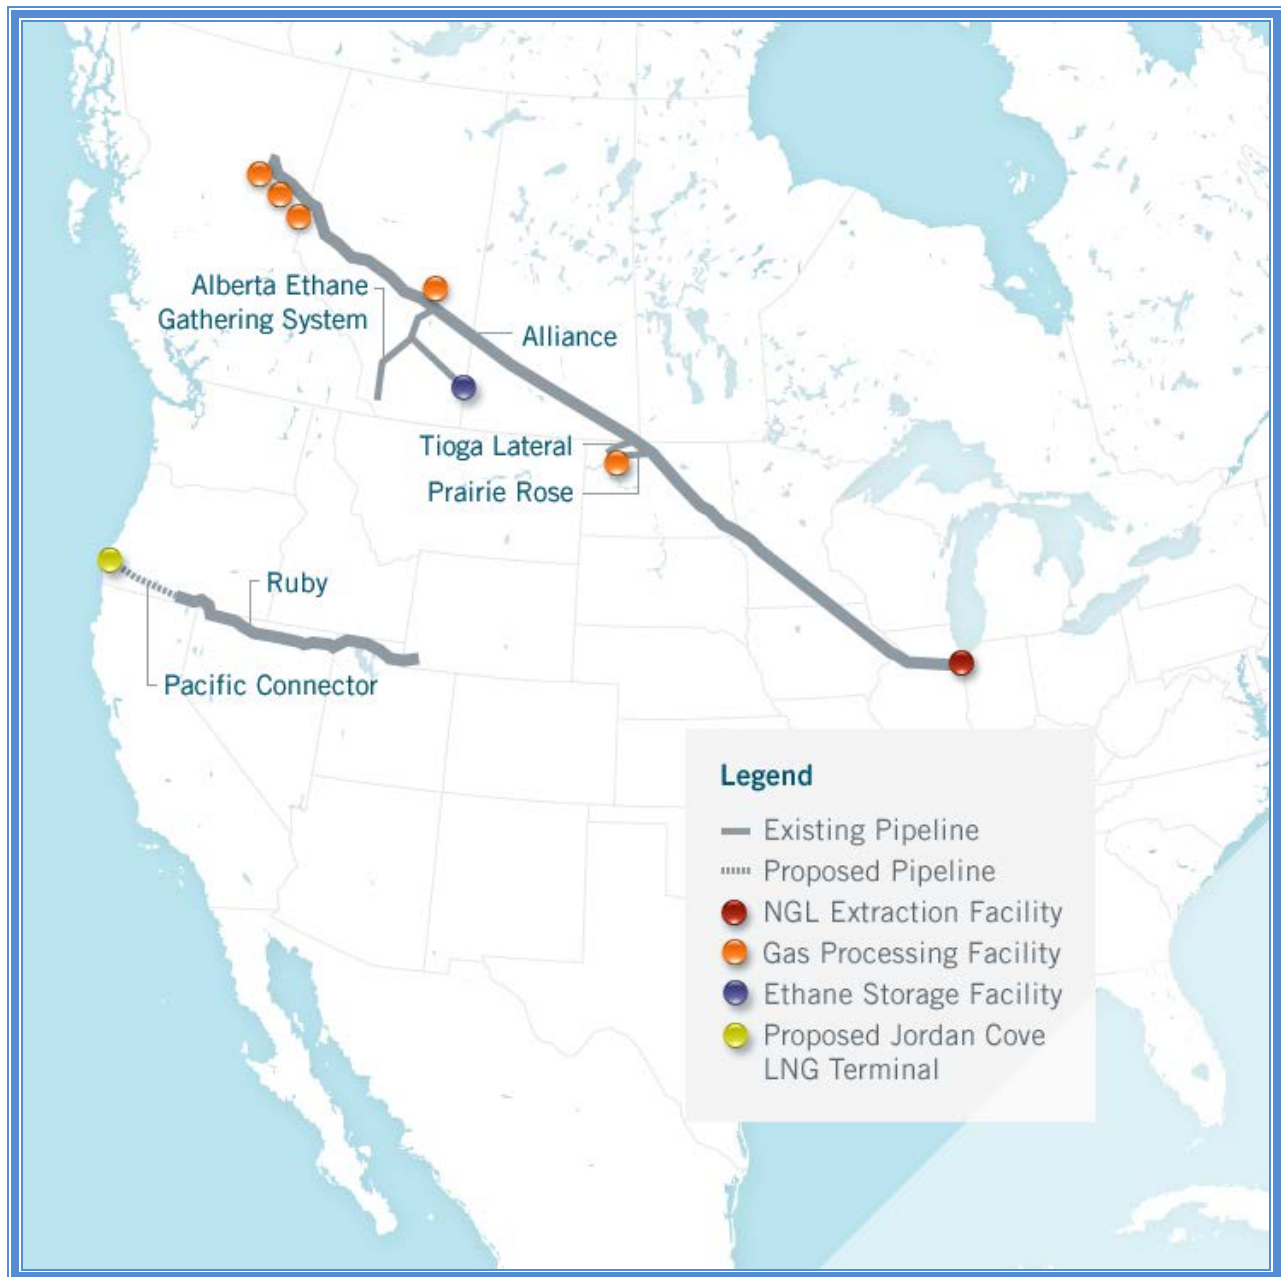 Alberta Ethane
Gathering System
Alliance
Tioga Lateral
Prairie Rose
Ruby
Pacific Connector
Legend
Existing Pipeline
Proposed Pipeline
NGL Extraction Facility
Gas Processing Facility
Ethane Storage Facility
Proposed Jordan Cove
LNG Terminal